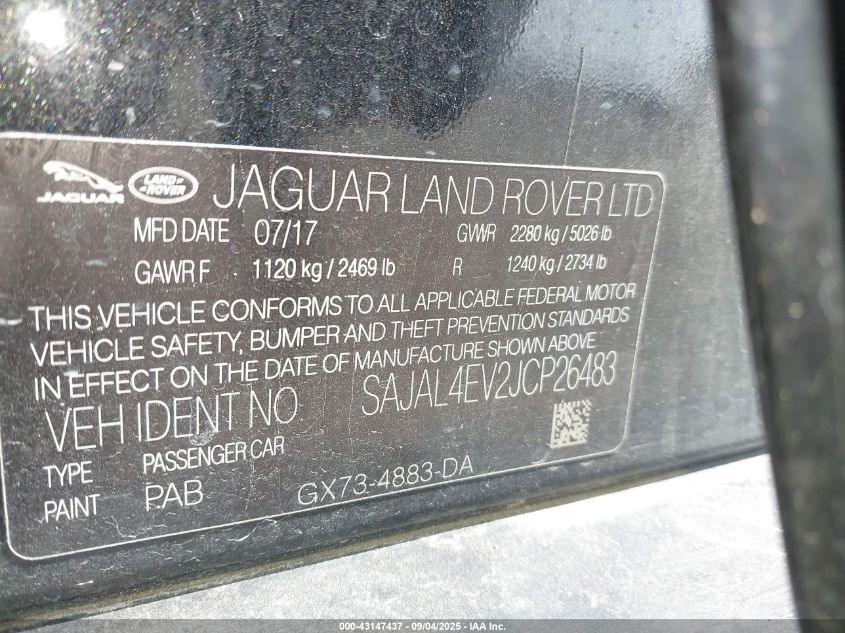 JAGUAR LAND ROVER JAGUAR LAND ROVER LTD
MFD DATE 07/17 GVWR 2280 kg / 5026 lb
GAWR F 1120 kg / 2469 lb R 1240 kg / 2734 lb
THIS VEHICLE CONFORMS TO ALL APPLICABLE FEDERAL MOTOR
VEHICLE SAFETY, BUMPER AND THEFT PREVENTION STANDARDS
IN EFFECT ON THE DATE OF MANUFACTURE SHOWN ABOVE
VEH IDENT NO SAJAL4EV2JCP26483
TYPE PASSENGER CAR
PAINT PAB GX73-4883-DA
000-43147437 - 09/04/2025 - IAA Inc.